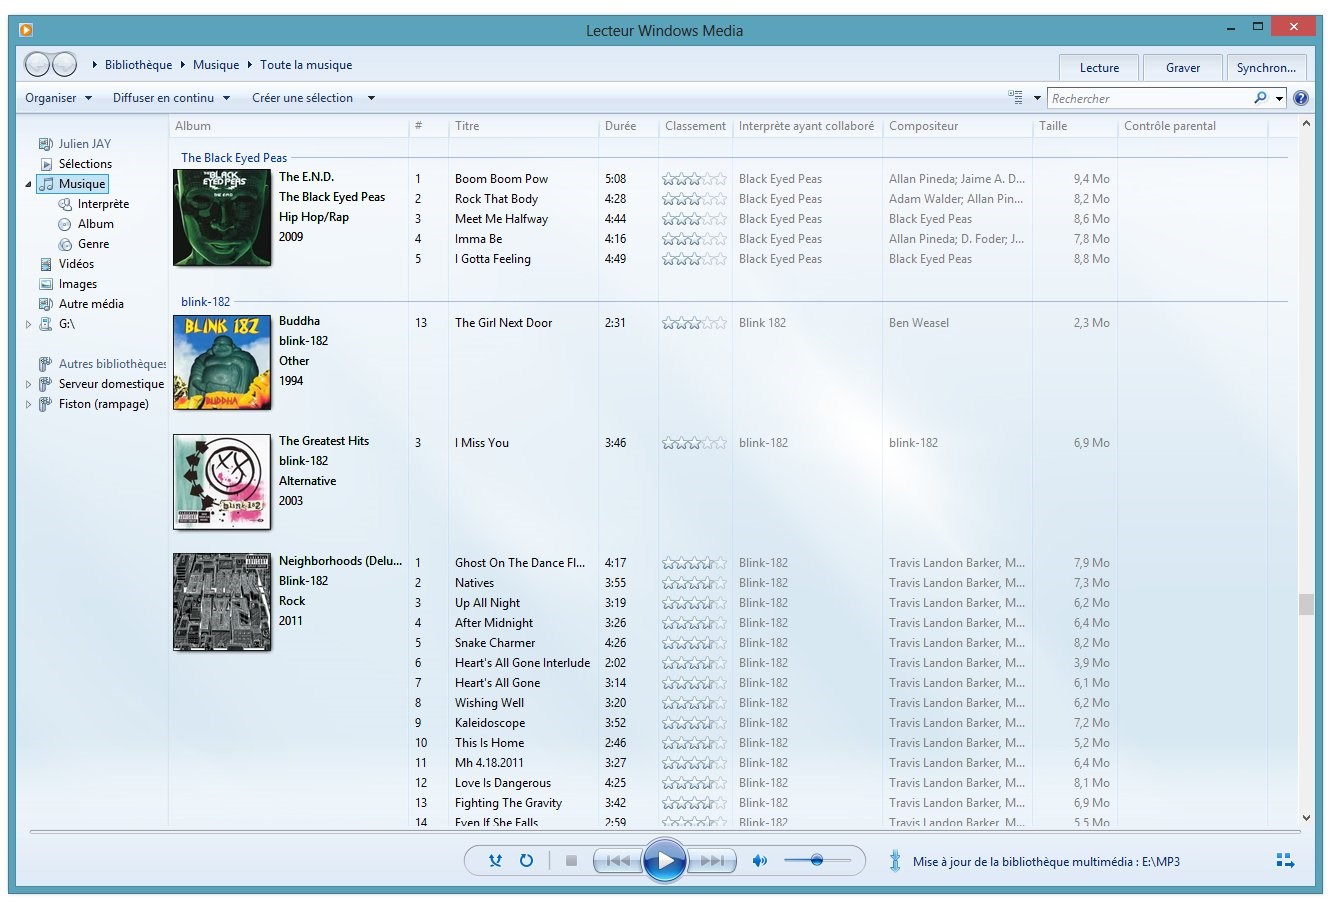 Lecteur Windows Media
Bibliothèque Musique Toute la musique
Lecture Graver Synchron...
Organiser Diffuser en continu Créer une sélection Rechercher
Album # Titre Durée Classement Interprète ayant collaboré Compositeur Taille Contrôle parental
Julien JAY
Sélections
Musique
Interprète
Album
Genre
Vidéos
Images
Autre média
G:\
Autres bibliothèques
Serveur domestique
Fiston (rampage)
The Black Eyed Peas
THE BLACK EYED PEAS
THE E.N.D.
The E.N.D.
The Black Eyed Peas
Hip Hop/Rap
2009
1 Boom Boom Pow 5:08 Black Eyed Peas Allan Pineda; Jaime A. D... 9,4 Mo
2 Rock That Body 4:28 Black Eyed Peas Adam Walder; Allan Pin... 8,2 Mo
3 Meet Me Halfway 4:44 Black Eyed Peas Black Eyed Peas 8,6 Mo
4 Imma Be 4:16 Black Eyed Peas Allan Pineda; D. Foder; J... 7,8 Mo
5 I Gotta Feeling 4:49 Black Eyed Peas Black Eyed Peas 8,8 Mo
blink-182
BLINK 182
BUDDHA
Buddha
blink-182
Other
1994
13 The Girl Next Door 2:31 Blink 182 Ben Weasel 2,3 Mo
blink 182
The Greatest Hits
blink-182
Alternative
2003
3 I Miss You 3:46 blink-182 blink-182 6,9 Mo
Neighborhoods (Delu...
Blink-182
Rock
2011
1 Ghost On The Dance Fl... 4:17 Blink-182 Travis Landon Barker, M... 7,9 Mo
2 Natives 3:55 Blink-182 Travis Landon Barker, M... 7,3 Mo
3 Up All Night 3:19 Blink-182 Travis Landon Barker, M... 6,2 Mo
4 After Midnight 3:26 Blink-182 Travis Landon Barker, M... 6,4 Mo
5 Snake Charmer 4:26 Blink-182 Travis Landon Barker, M... 8,2 Mo
6 Heart's All Gone Interlude 2:02 Blink-182 Travis Landon Barker, M... 3,9 Mo
7 Heart's All Gone 3:14 Blink-182 Travis Landon Barker, M... 6,1 Mo
8 Wishing Well 3:20 Blink-182 Travis Landon Barker, M... 6,2 Mo
9 Kaleidoscope 3:52 Blink-182 Travis Landon Barker, M... 7,2 Mo
10 This Is Home 2:46 Blink-182 Travis Landon Barker, M... 5,2 Mo
11 Mh 4.18.2011 3:27 Blink-182 Travis Landon Barker, M... 6,4 Mo
12 Love Is Dangerous 4:25 Blink-182 Travis Landon Barker, M... 8,1 Mo
13 Fighting The Gravity 3:42 Blink-182 Travis Landon Barker, M... 6,9 Mo
14 Even If She Falls 2:59 Blink-182 Travis Landon Barker, M... 5,5 Mo
Mise à jour de la bibliothèque multimédia : E:\MP3